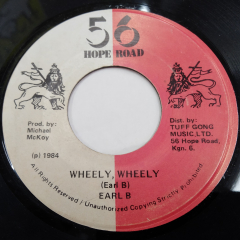 56
HOPE ROAD
Prod. by:
Michael
McKoy
(p) 1984
Dist. by:
TUFF GONG
MUSIC LTD.
56 Hope Road,
Kgn. 6.
WHEELY, WHEELY
(Earl B)
EARL B
All Rights Reserved / Unauthorized Copying Strictly Prohibited